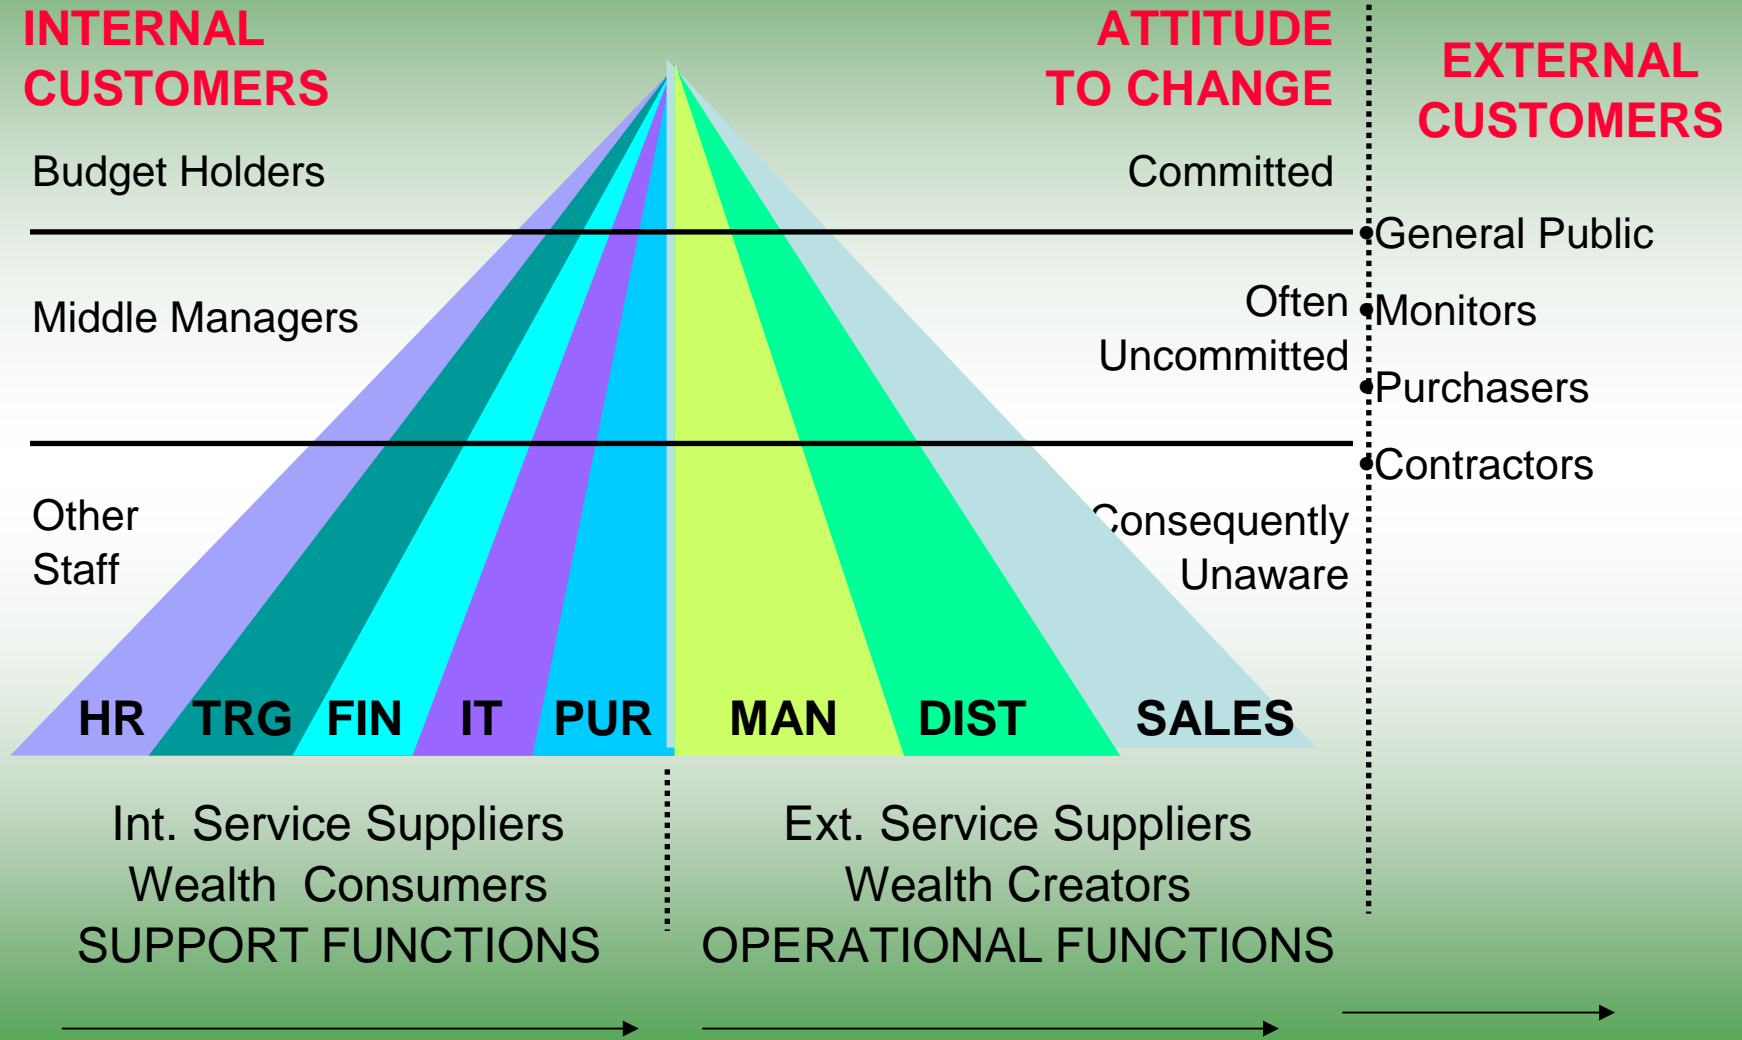 INTERNAL
CUSTOMERS
ATTITUDE
TO CHANGE
EXTERNAL
CUSTOMERS
Budget Holders
Committed
Middle Managers
Often
Uncommitted
Other
Staff
Consequently
Unaware
•General Public
•Monitors
•Purchasers
•Contractors
HR TRG FIN IT PUR MAN DIST SALES
Int. Service Suppliers
Wealth Consumers
SUPPORT FUNCTIONS
Ext. Service Suppliers
Wealth Creators
OPERATIONAL FUNCTIONS